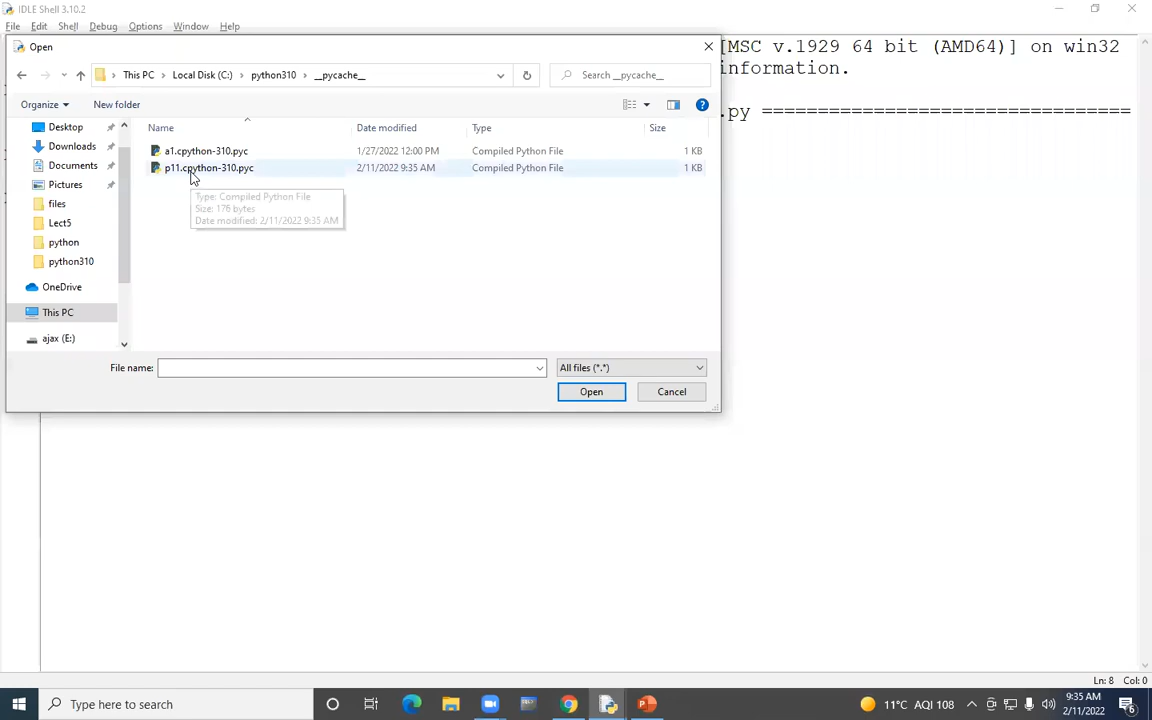 IDLE Shell 3.10.2
File Edit Shell Debug Options Window Help
Open
[MSC v.1929 64 bit (AMD64)] on win32
information.
This PC › Local Disk (C:) › python310 › __pycache__
Search __pycache__
Organize New folder
.py ===============================
Name Date modified Type Size
a1.cpython-310.pyc 1/27/2022 12:00 PM Compiled Python File 1 KB
p11.cpython-310.pyc 2/11/2022 9:35 AM Compiled Python File 1 KB
Type: Compiled Python File
Size: 176 bytes
Date modified: 2/11/2022 9:35 AM
Desktop
Downloads
Documents
Pictures
files
Lect5
python
python310
OneDrive
This PC
ajax (E:)
File name:
All files (*.*)
Open Cancel
Ln: 8 Col: 0
Type here to search
11°C AQI 108
9:35 AM
2/11/2022
6